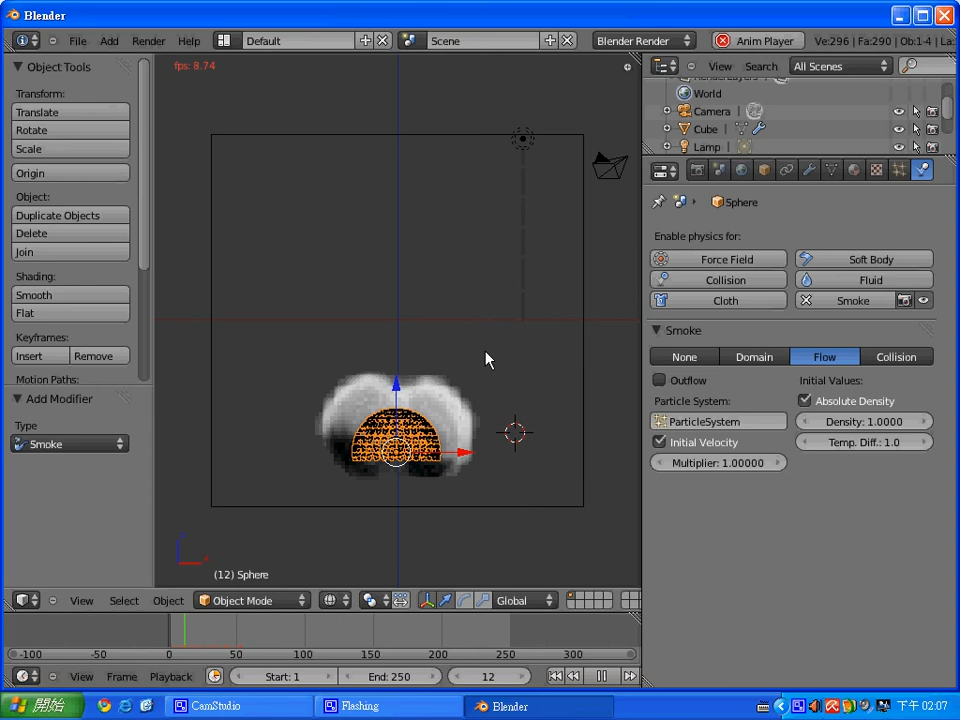 Blender
File Add Render Help Default Scene Blender Render Anim Player Ve:296 | Fa:290 | Ob:1-4 | La:
Object Tools
Transform:
Translate
Rotate
Scale
Origin
Object:
Duplicate Objects
Delete
Join
Shading:
Smooth
Flat
Keyframes:
Insert Remove
Motion Paths:
Add Modifier
Type
Smoke
fps: 8.74
(12) Sphere
View Select Object Object Mode Global
-100 -50 0 50 100 150 200 250 300
View Frame Playback Start: 1 End: 250 12
View Search All Scenes
RenderLayers
World
Camera
Cube
Lamp
Sphere
Enable physics for:
Force Field Soft Body
Collision Fluid
Cloth Smoke
Smoke
None Domain Flow Collision
Outflow Initial Values:
Particle System: Absolute Density
ParticleSystem Density: 1.0000
Initial Velocity Temp. Diff.: 1.0
Multiplier: 1.00000
開始 CamStudio Flashing Blender 下午 02:07